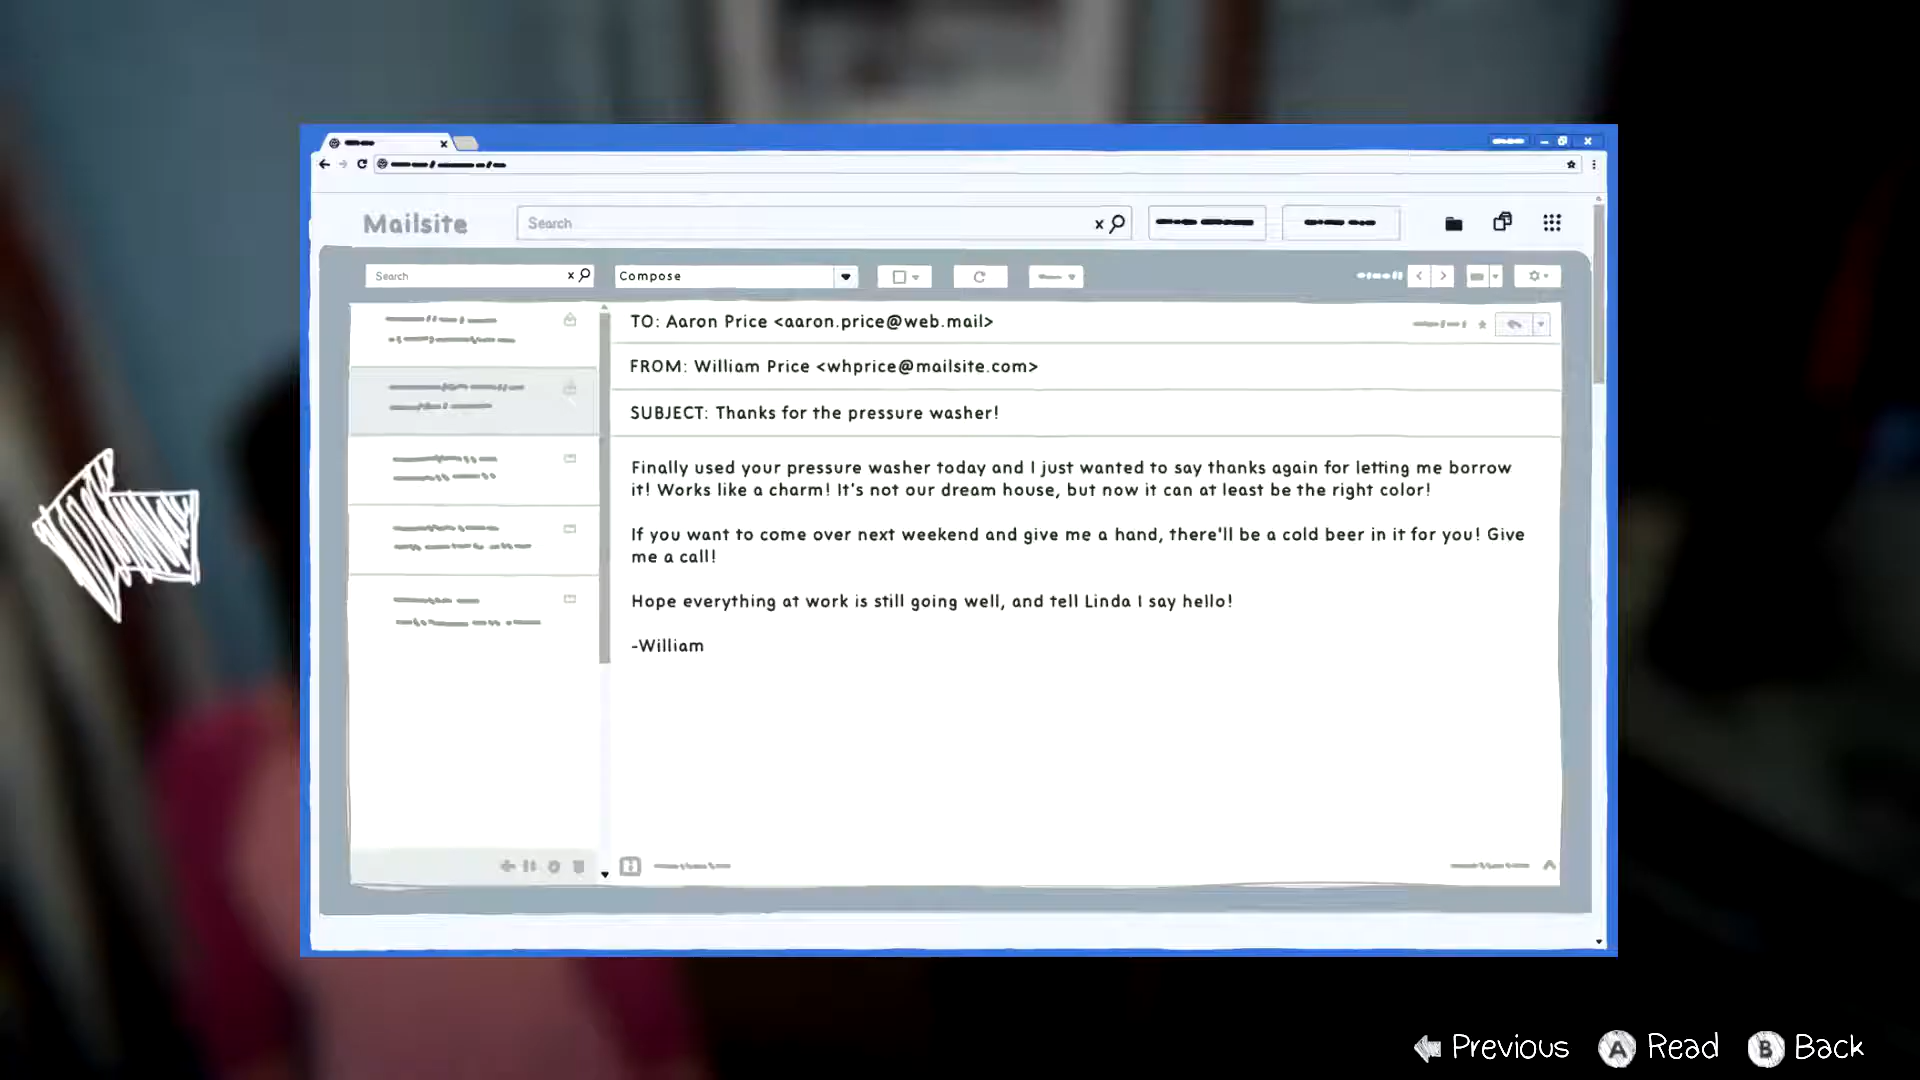 Mailsite
Search
x
Search
x
Compose
TO: Aaron Price <aaron.price@web.mail>
FROM: William Price <whprice@mailsite.com>
SUBJECT: Thanks for the pressure washer!
Finally used your pressure washer today and I just wanted to say thanks again for letting me borrow
it! Works like a charm! It's not our dream house, but now it can at least be the right color!
If you want to come over next weekend and give me a hand, there'll be a cold beer in it for you! Give
me a call!
Hope everything at work is still going well, and tell Linda I say hello!
-William
Previous
A Read
B Back